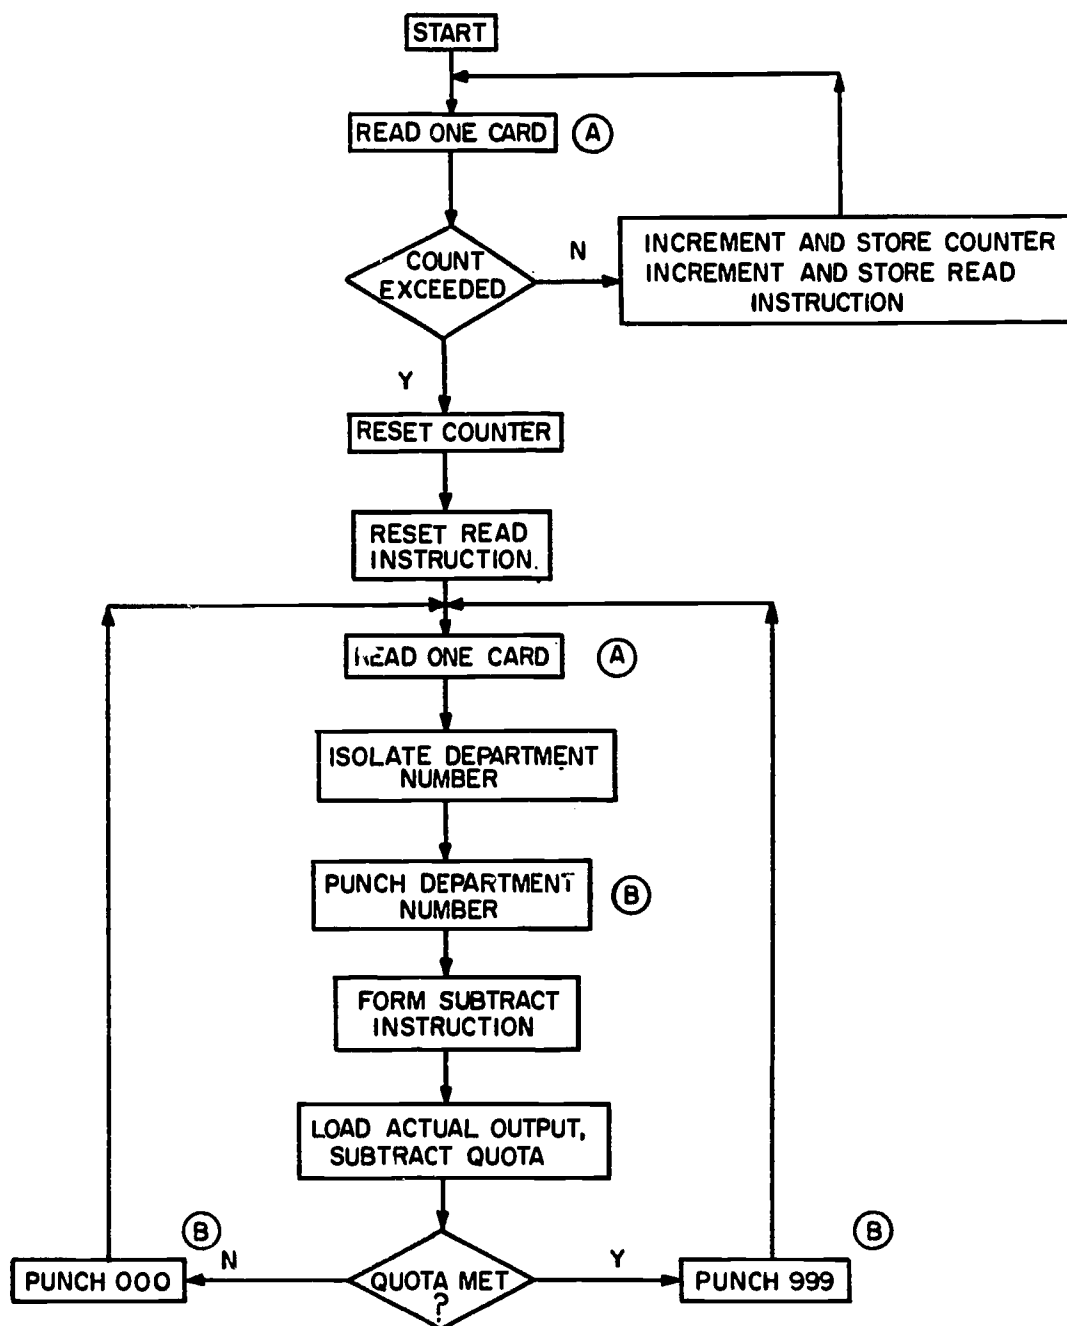 START
READ ONE CARD
A
COUNT
EXCEEDED
N
INCREMENT AND STORE COUNTER
INCREMENT AND STORE READ
INSTRUCTION
Y
RESET COUNTER
RESET READ
INSTRUCTION.
READ ONE CARD
A
ISOLATE DEPARTMENT
NUMBER
PUNCH DEPARTMENT
NUMBER
B
FORM SUBTRACT
INSTRUCTION
LOAD ACTUAL OUTPUT,
SUBTRACT QUOTA
B
B
PUNCH 000
N
QUOTA MET
?
Y
PUNCH 999